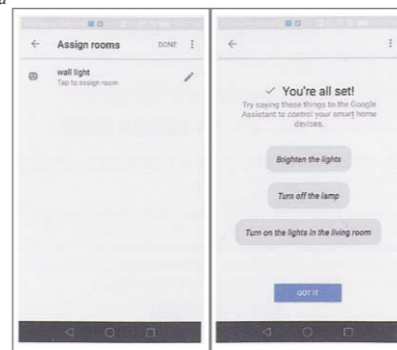 Assign rooms
DONE
wall light
Tap to assign room
You're all set!
Try saying these things to the Google
Assistant to control your smart home
devices.
Brighten the lights
Turn off the lamp
Turn on the lights in the living room
GOT IT